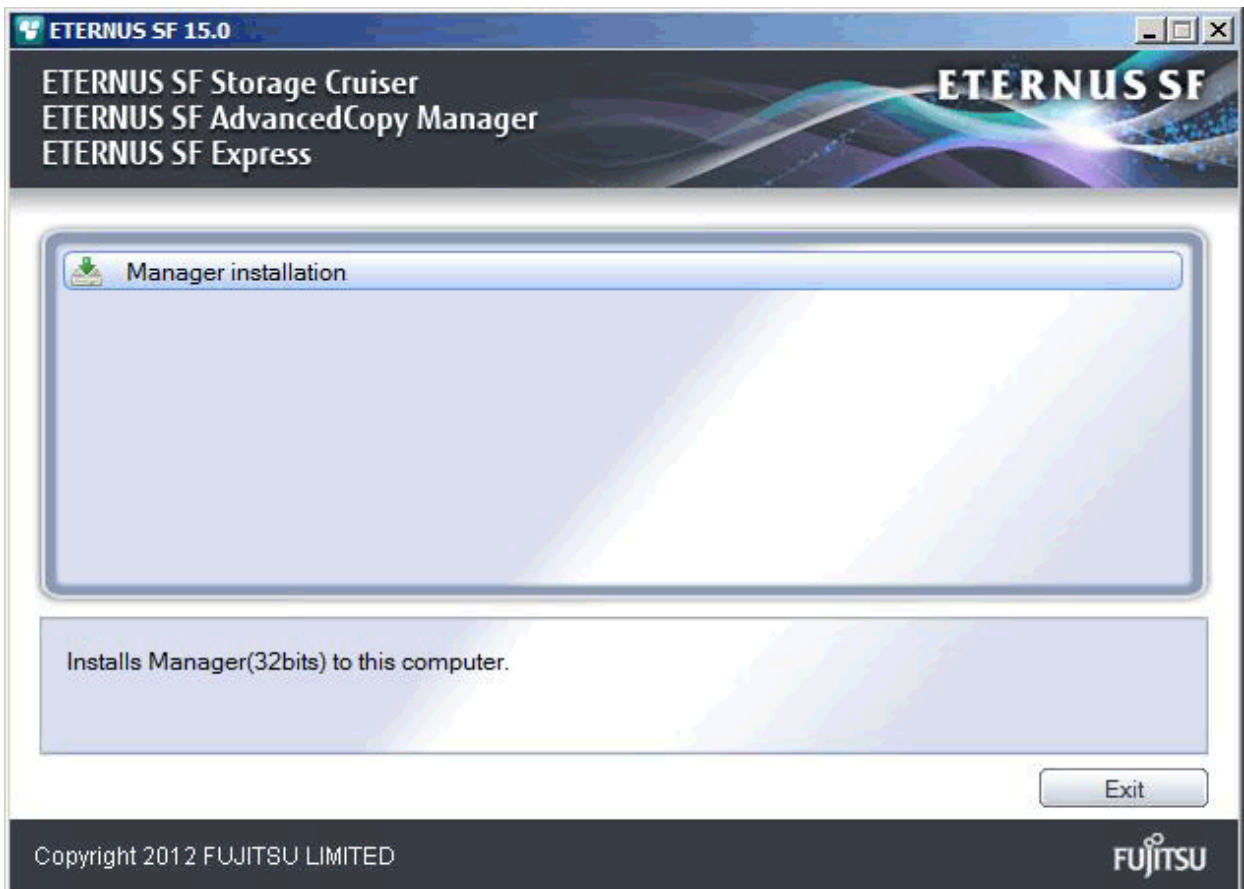 ETERNUS SF 15.0
ETERNUS SF Storage Cruiser
ETERNUS SF AdvancedCopy Manager
ETERNUS SF Express
ETERNUS SF
Manager installation
Installs Manager(32bits) to this computer.
Exit
Copyright 2012 FUJITSU LIMITED
FUJITSU